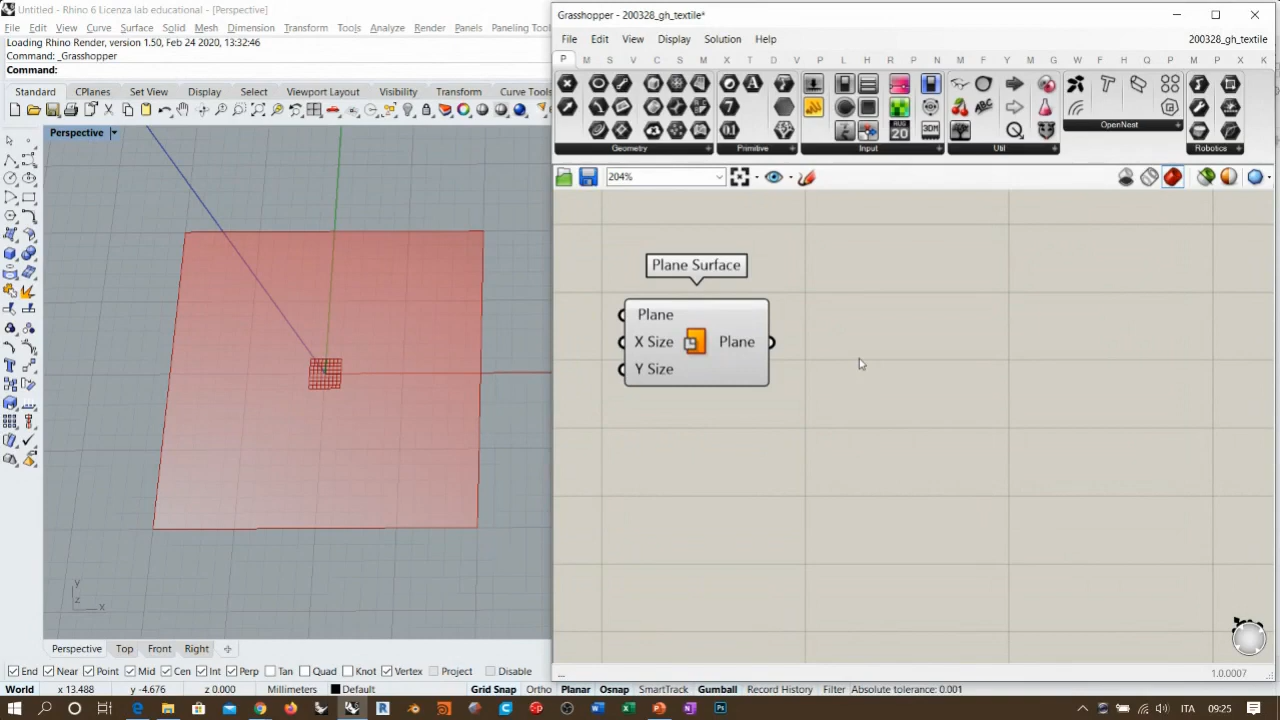 Untitled - Rhino 6 Licenza lab educational - [Perspective]
File Edit View Curve Surface Solid Mesh Dimension Transform Tools Analyze Render Panels Paneling Tools
Loading Rhino Render, version 1.50, Feb 24 2020, 13:32:46
Command: _Grasshopper
Command:
Standard CPlanes Set View Display Select Viewport Layout Visibility Transform Curve Tools
Perspective
Y
Z X
Perspective Top Front Right
End Near Point Mid Cen Int Perp Tan Quad Knot Vertex Project Disable
World x 13.488 y -4.676 z 0.000 Millimeters Default Grid Snap Ortho Planar Osnap SmartTrack Gumball Record History Filter Absolute tolerance: 0.001
Grasshopper - 200328_gh_textile*
File Edit View Display Solution Help 200328_gh_textile
P M S V C S M X T D V P L H R D N A M F T S W F C E P A M R P J X K
Geometry Primitive Input Util OpenNest Robotics
204%
Plane Surface
Plane
X Size Plane
Y Size
1.0.0007
ITA 09:25